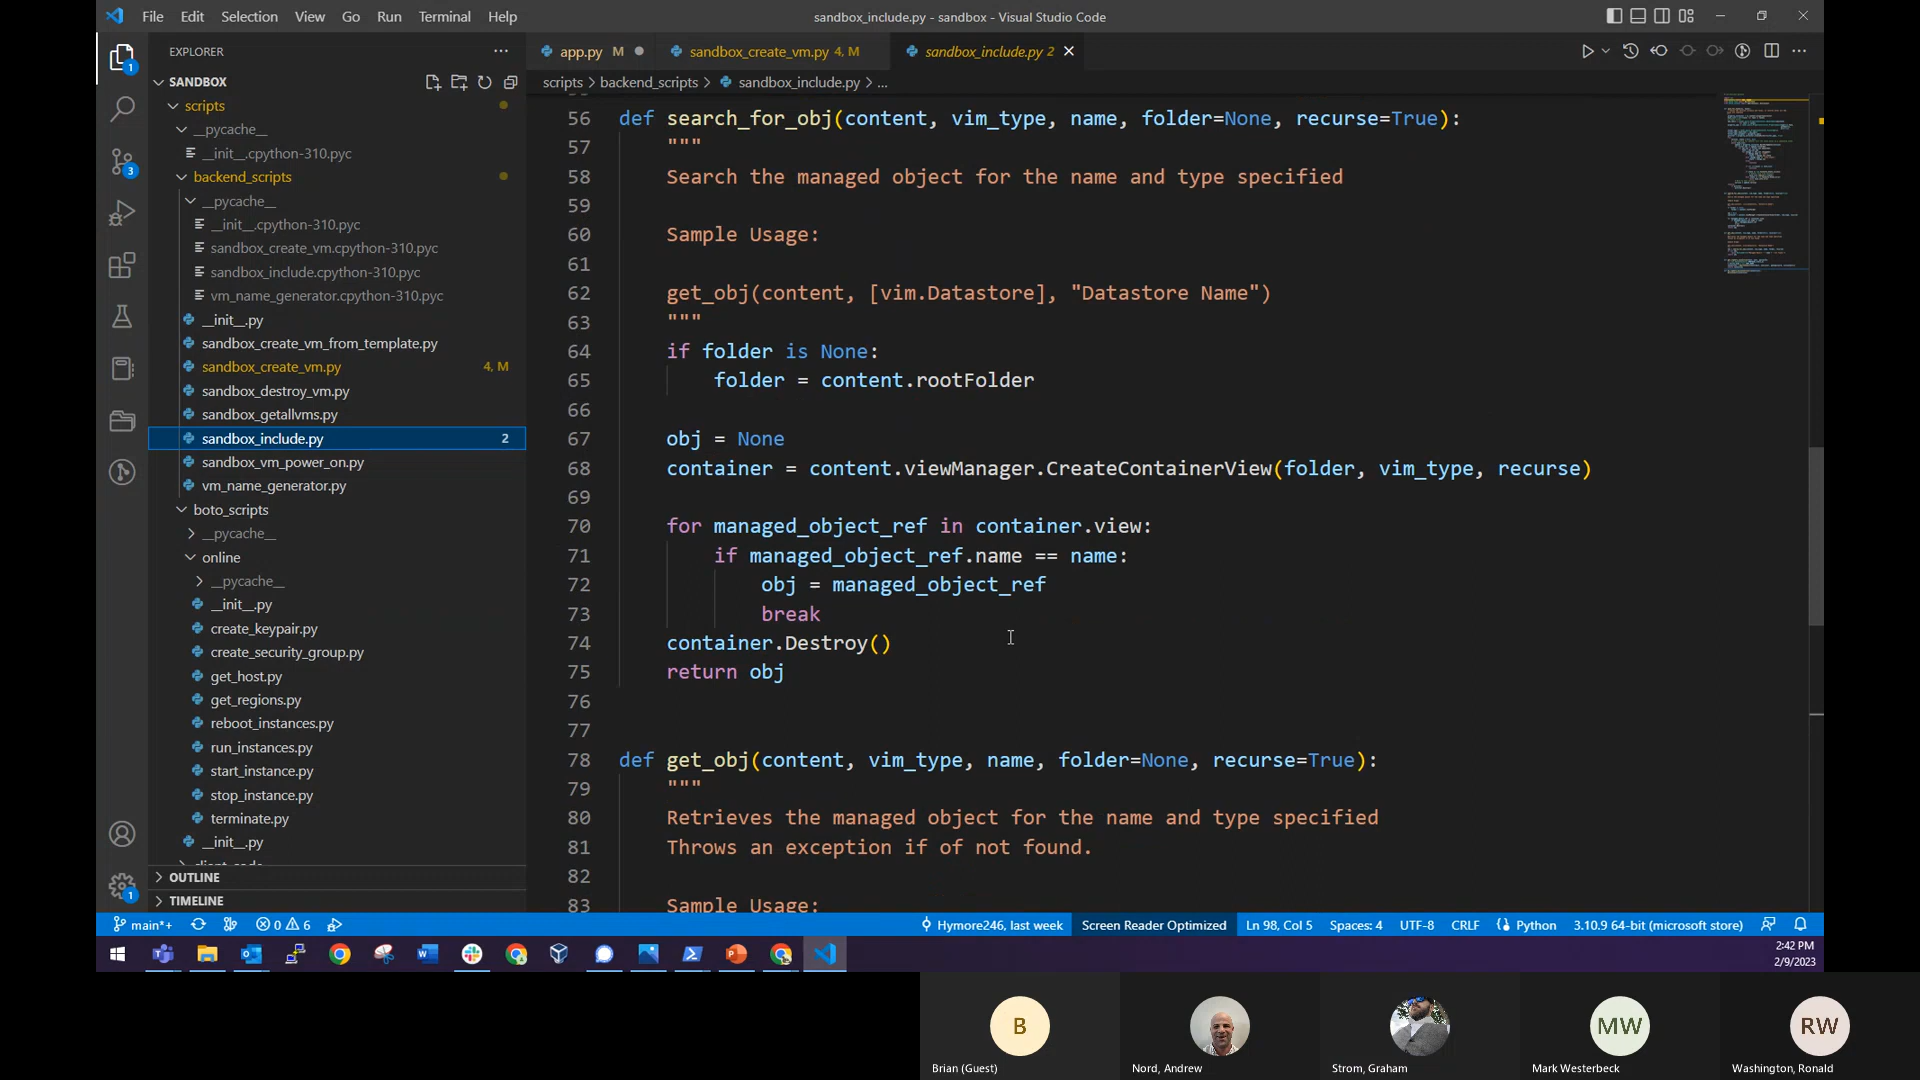 File Edit Selection View Go Run Terminal Help
sandbox_include.py - sandbox - Visual Studio Code
EXPLORER
app.py M
sandbox_create_vm.py 4, M
sandbox_include.py 2
SANDBOX
scripts > backend_scripts > sandbox_include.py > ...
scripts
__pycache__
__init__.cpython-310.pyc
backend_scripts
__pycache__
__init__.cpython-310.pyc
sandbox_create_vm.cpython-310.pyc
sandbox_include.cpython-310.pyc
vm_name_generator.cpython-310.pyc
__init__.py
sandbox_create_vm_from_template.py
sandbox_create_vm.py 4, M
sandbox_destroy_vm.py
sandbox_getallvms.py
sandbox_include.py 2
sandbox_vm_power_on.py
vm_name_generator.py
boto_scripts
__pycache__
online
__pycache__
__init__.py
create_keypair.py
create_security_group.py
get_host.py
get_regions.py
reboot_instances.py
run_instances.py
start_instance.py
stop_instance.py
terminate.py
__init__.py
client_code
OUTLINE
TIMELINE
1
3
1
56 def search_for_obj(content, vim_type, name, folder=None, recurse=True):
57 """
58 Search the managed object for the name and type specified
59
60 Sample Usage:
61
62 get_obj(content, [vim.Datastore], "Datastore Name")
63 """
64 if folder is None:
65 folder = content.rootFolder
66
67 obj = None
68 container = content.viewManager.CreateContainerView(folder, vim_type, recurse)
69
70 for managed_object_ref in container.view:
71 if managed_object_ref.name == name:
72 obj = managed_object_ref
73 break
74 container.Destroy()
75 return obj
76
77
78 def get_obj(content, vim_type, name, folder=None, recurse=True):
79 """
80 Retrieves the managed object for the name and type specified
81 Throws an exception if of not found.
82
83 Sample Usage:
main*+ 0 6
Hymore246, last week Screen Reader Optimized Ln 98, Col 5 Spaces: 4 UTF-8 CRLF Python 3.10.9 64-bit (microsoft store)
2:42 PM
2/9/2023
B
MW
RW
Brian (Guest)
Nord, Andrew
Strom, Graham
Mark Westerbeck
Washington, Ronald